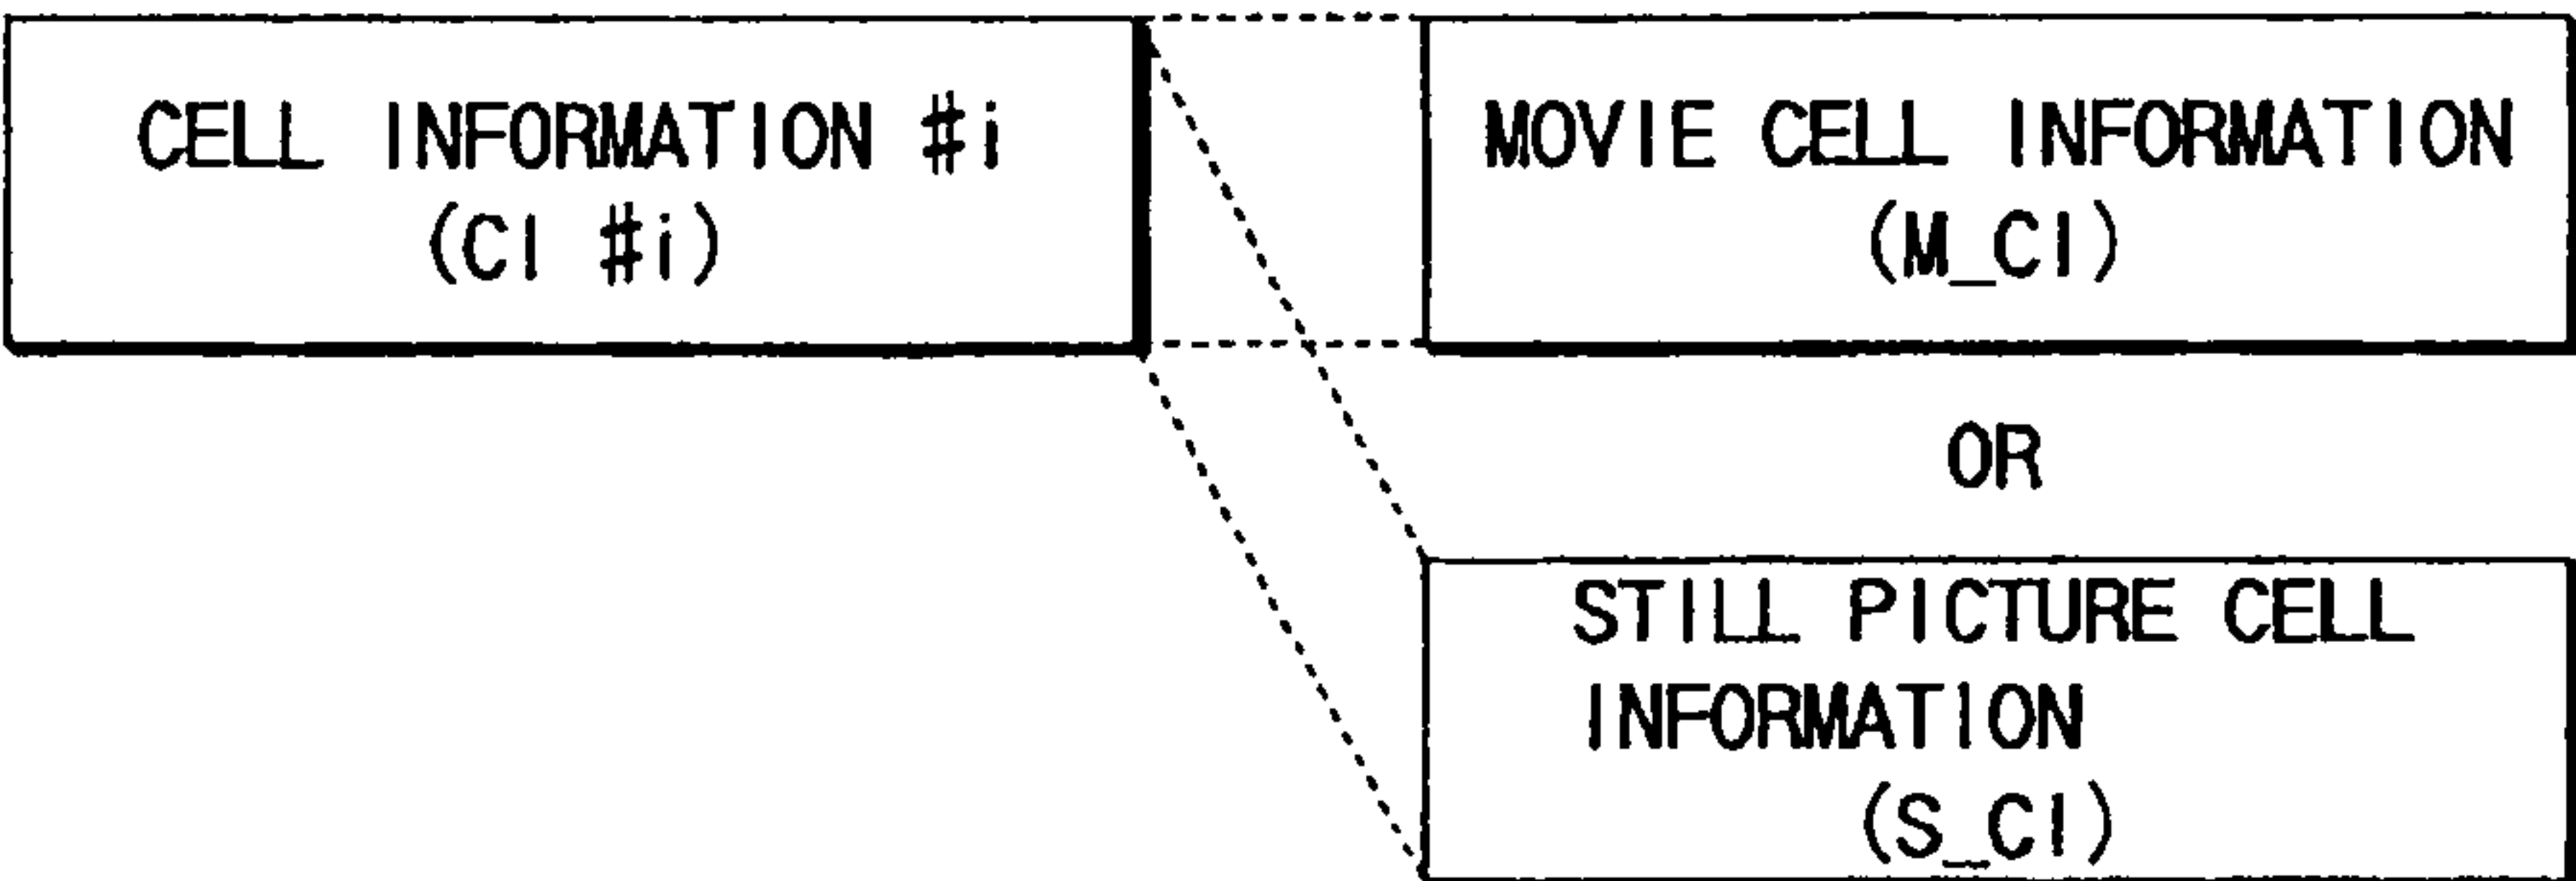 CELL INFORMATION #i
(CI #i)
MOVIE CELL INFORMATION
(M_CI)
OR
STILL PICTURE CELL
INFORMATION
(S_CI)